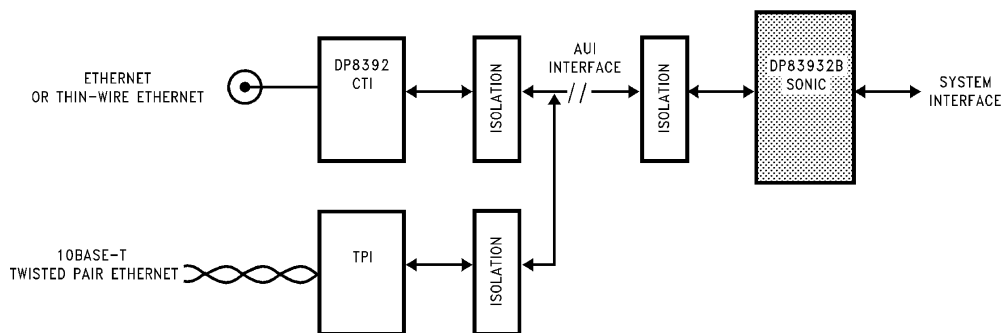 ETHERNET
OR THIN-WIRE ETHERNET
DP8392
CTI
ISOLATION
AUI
INTERFACE
ISOLATION
DP83932B
SONIC
SYSTEM
INTERFACE
10BASE-T
TWISTED PAIR ETHERNET
TPI
ISOLATION